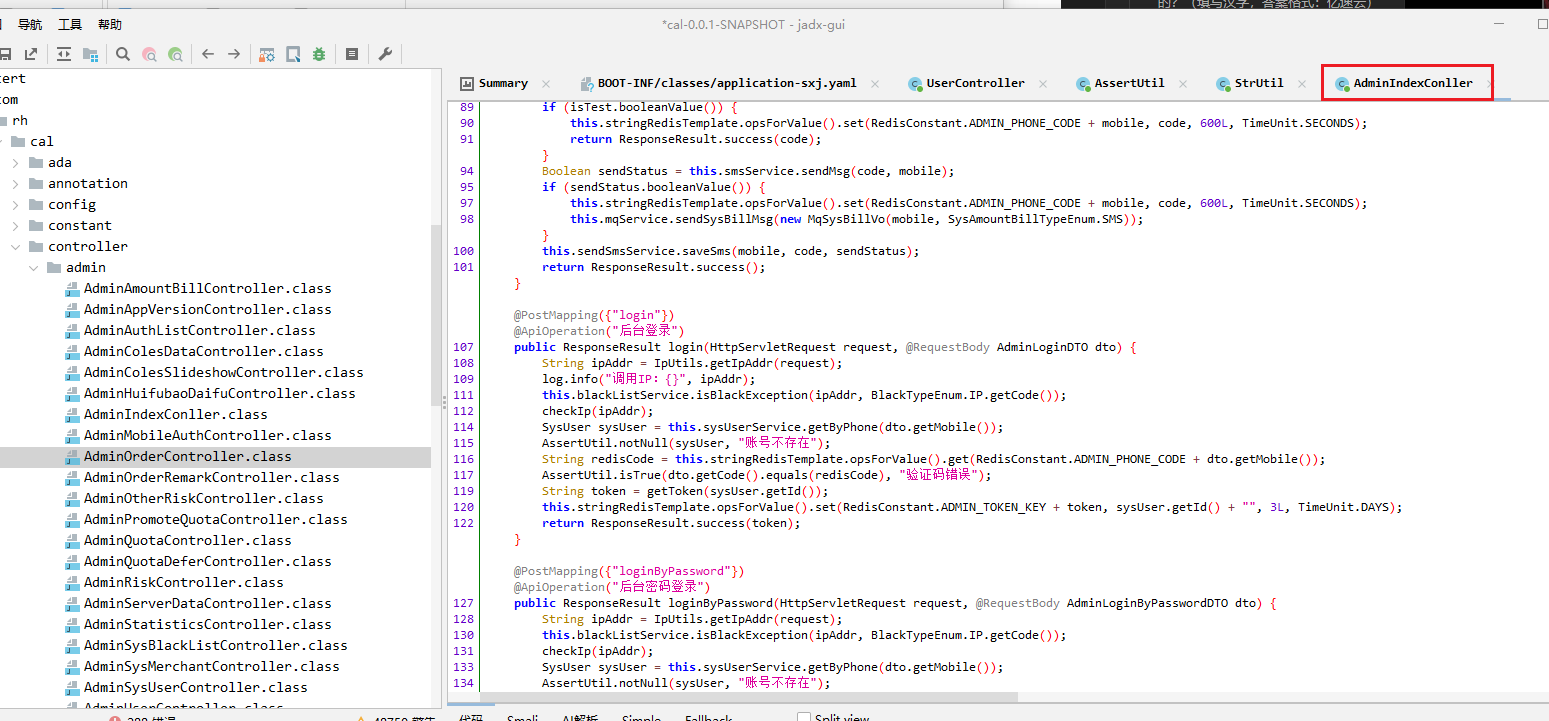 的？（填写汉字，答案格式：亿速云）
导航 工具 帮助
*cal-0.0.1-SNAPSHOT - jadx-gui
ert
om
rh
cal
ada
annotation
config
constant
controller
admin
AdminAmountBillController.class
AdminAppVersionController.class
AdminAuthListController.class
AdminColesDataController.class
AdminColesSlideshowController.class
AdminHuifubaoDaifuController.class
AdminIndexConller.class
AdminMobileAuthController.class
AdminOrderController.class
AdminOrderRemarkController.class
AdminOtherRiskController.class
AdminPromoteQuotaController.class
AdminQuotaController.class
AdminQuotaDeferController.class
AdminRiskController.class
AdminServerDataController.class
AdminStatisticsController.class
AdminSysBlackListController.class
AdminSysMerchantController.class
AdminSysUserController.class
AdminUserController.class
Summary BOOT-INF/classes/application-sxj.yaml UserController AssertUtil StrUtil AdminIndexConller
89 if (isTest.booleanValue()) {
90 this.stringRedisTemplate.opsForValue().set(RedisConstant.ADMIN_PHONE_CODE + mobile, code, 600L, TimeUnit.SECONDS);
91 return ResponseResult.success(code);
}
94 Boolean sendStatus = this.smsService.sendMsg(code, mobile);
95 if (sendStatus.booleanValue()) {
97 this.stringRedisTemplate.opsForValue().set(RedisConstant.ADMIN_PHONE_CODE + mobile, code, 600L, TimeUnit.SECONDS);
98 this.mqService.sendSysBillMsg(new MqSysBillVo(mobile, SysAmountBillTypeEnum.SMS));
}
100 this.sendSmsService.saveSms(mobile, code, sendStatus);
101 return ResponseResult.success();
}
@PostMapping({"login"})
@ApiOperation("后台登录")
107 public ResponseResult login(HttpServletRequest request, @RequestBody AdminLoginDTO dto) {
108 String ipAddr = IpUtils.getIpAddr(request);
109 log.info("调用IP: {}", ipAddr);
111 this.blackListService.isBlackException(ipAddr, BlackTypeEnum.IP.getCode());
112 checkIp(ipAddr);
114 SysUser sysUser = this.sysUserService.getByPhone(dto.getMobile());
115 AssertUtil.notNull(sysUser, "账号不存在");
116 String redisCode = this.stringRedisTemplate.opsForValue().get(RedisConstant.ADMIN_PHONE_CODE + dto.getMobile());
117 AssertUtil.isTrue(dto.getCode().equals(redisCode), "验证码错误");
119 String token = getToken(sysUser.getId());
120 this.stringRedisTemplate.opsForValue().set(RedisConstant.ADMIN_TOKEN_KEY + token, sysUser.getId() + "", 3L, TimeUnit.DAYS);
122 return ResponseResult.success(token);
}
@PostMapping({"loginByPassword"})
@ApiOperation("后台密码登录")
127 public ResponseResult loginByPassword(HttpServletRequest request, @RequestBody AdminLoginByPasswordDTO dto) {
128 String ipAddr = IpUtils.getIpAddr(request);
130 this.blackListService.isBlackException(ipAddr, BlackTypeEnum.IP.getCode());
131 checkIp(ipAddr);
133 SysUser sysUser = this.sysUserService.getByPhone(dto.getMobile());
134 AssertUtil.notNull(sysUser, "账号不存在");
代码 Smali AI解析 Simple Fallback Split view